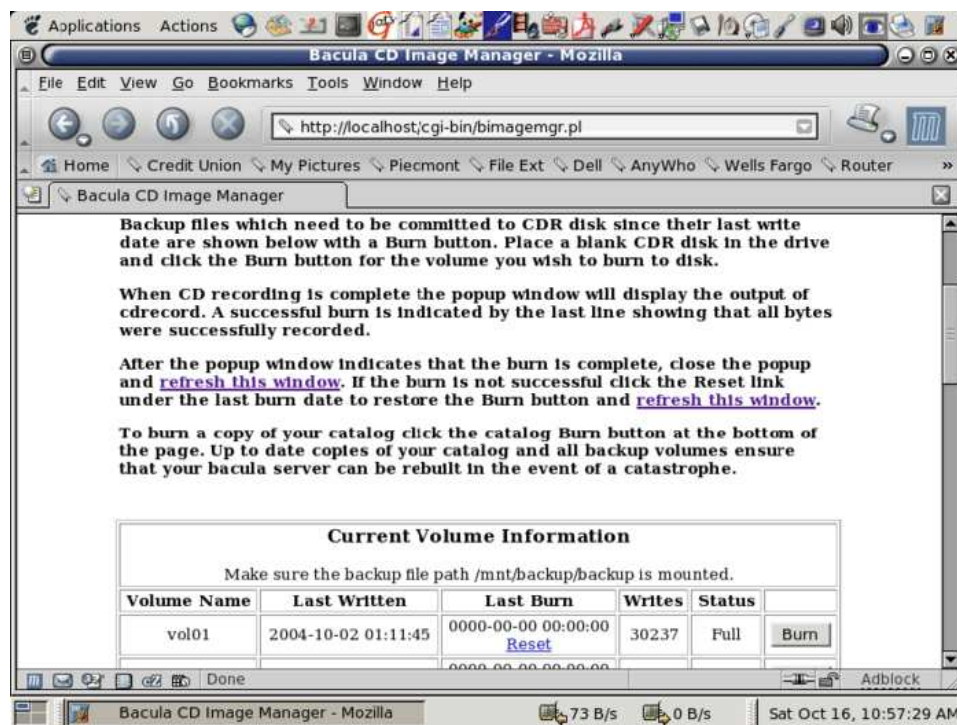 Applications Actions
Bacula CD Image Manager - Mozilla
File Edit View Go Bookmarks Tools Window Help
http://localhost/cgi-bin/bimagemgr.pl
Home Credit Union My Pictures Piecmont File Ext Dell AnyWho Wells Fargo Router »
Bacula CD Image Manager
Backup files which need to be committed to CDR disk since their last write
date are shown below with a Burn button. Place a blank CDR disk in the drive
and click the Burn button for the volume you wish to burn to disk.
When CD recording is complete the popup window will display the output of
cdrecord. A successful burn is indicated by the last line showing that all bytes
were successfully recorded.
After the popup window indicates that the burn is complete, close the popup
and refresh this window. If the burn is not successful click the Reset link
under the last burn date to restore the Burn button and refresh this window.
To burn a copy of your catalog click the catalog Burn button at the bottom of
the page. Up to date copies of your catalog and all backup volumes ensure
that your bacula server can be rebuilt in the event of a catastrophe.
Current Volume Information
Make sure the backup file path /mnt/backup/backup is mounted.
Volume Name Last Written Last Burn Writes Status
vol01 2004-10-02 01:11:45 0000-00-00 00:00:00 30237 Full Burn
Reset
0000-00-00 00:00:00
Done Adblock
Bacula CD Image Manager - Mozilla 73 B/s 0 B/s Sat Oct 16, 10:57:29 AM